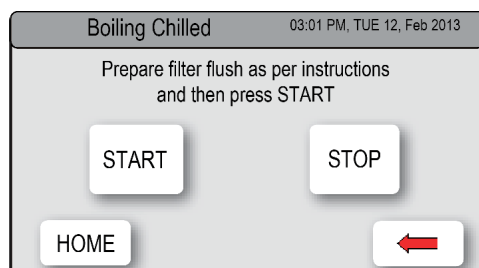 Boiling Chilled 03:01 PM, TUE 12, Feb 2013
Prepare filter flush as per instructions
and then press START
START STOP
HOME